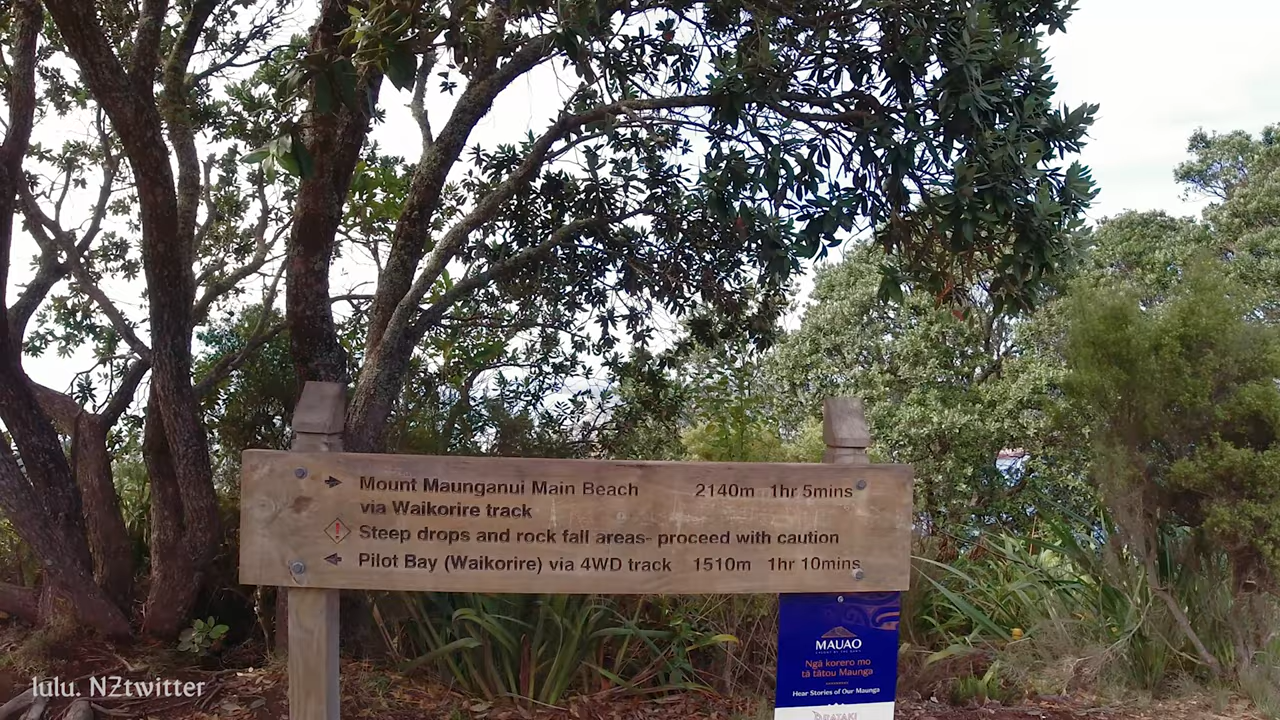 Mount Maunganui Main Beach 2140m 1hr 5mins
via Waikorire track
Steep drops and rock fall areas- proceed with caution
Pilot Bay (Waikorire) via 4WD track 1510m 1hr 10mins
MAUAO
Ngā korero mo
tā tātou Maunga
Hear Stories of Our Maunga
lulu. NZtwitter